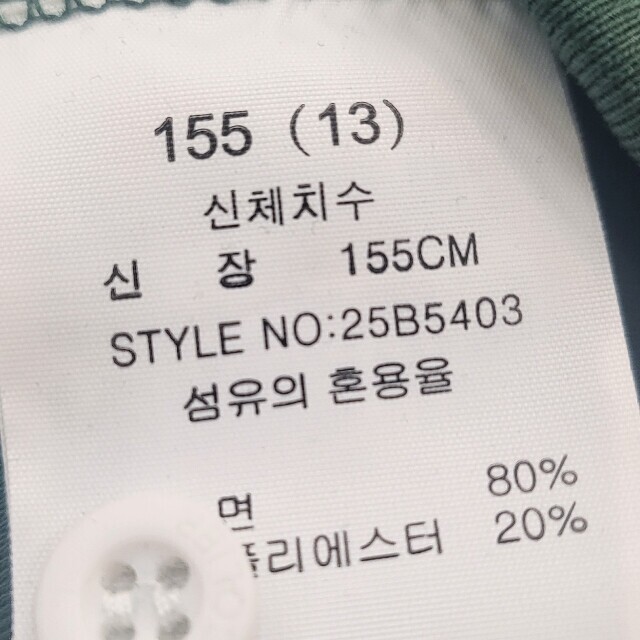 155 (13)
신체치수
신 장 155CM
STYLE NO:25B5403
섬유의 혼용율
면 80%
폴리에스터 20%